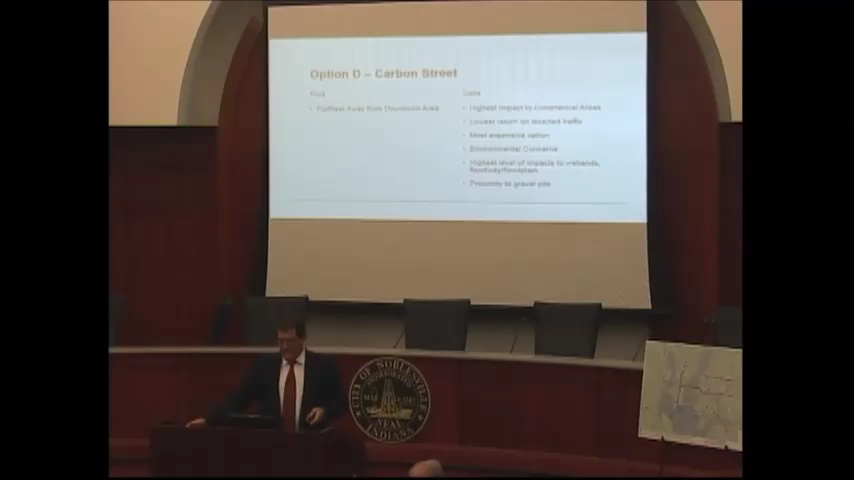 Option D – Carbon Street
Pros
Cons
• Furthest Away from Downtown Area
• Highest Impact to Commercial Areas
• Lowest return on diverted traffic
• Most expensive option
• Environmental Concerns
• Highest level of impacts to wetlands,
floodway/floodplain
• Proximity to gravel pits
CITY OF NOBLESVILLE
INCORPORATED
SEAL
INDIANA